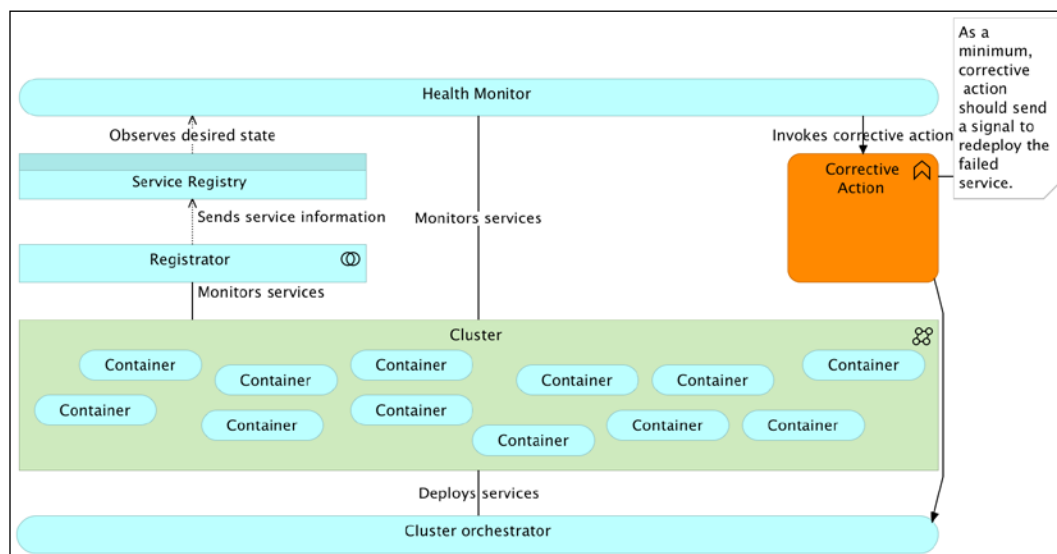 Health Monitor
As a
minimum,
corrective
action
should send
a signal to
redeploy the
failed
service.
Observes desired state
Invokes corrective action
Service Registry
Corrective
Action
Sends service information
Monitors services
Registrator
Monitors services
Cluster
Container
Container
Container
Container
Container
Container
Container
Container
Container
Container
Container
Container
Deploys services
Cluster orchestrator